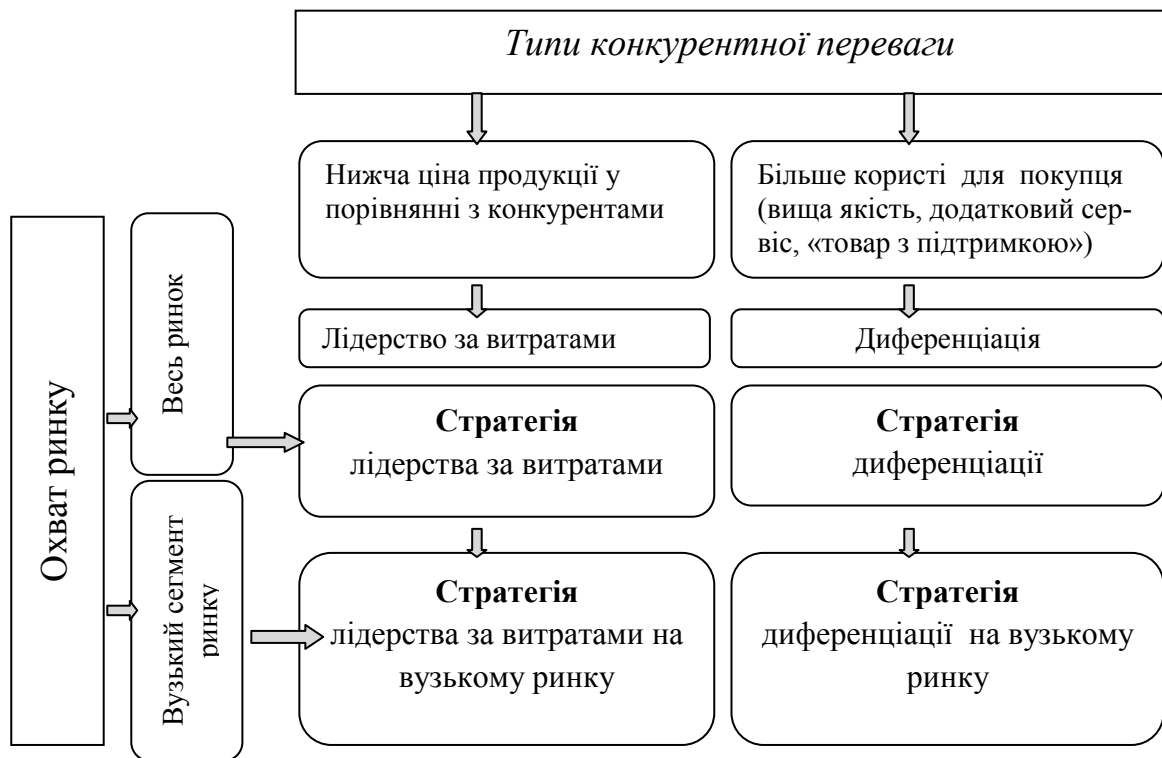 Типи конкурентної переваги
Нижча ціна продукції у
порівнянні з конкурентами
Більше користі для покупця
(вища якість, додатковий сер-
віс, «товар з підтримкою»)
Лідерство за витратами
Диференціація
Охват ринку
Весь ринок
Стратегія
лідерства за витратами
Стратегія
диференціації
Вузький сегмент
ринку
Стратегія
лідерства за витратами на
вузькому ринку
Стратегія
диференціації на вузькому
ринку